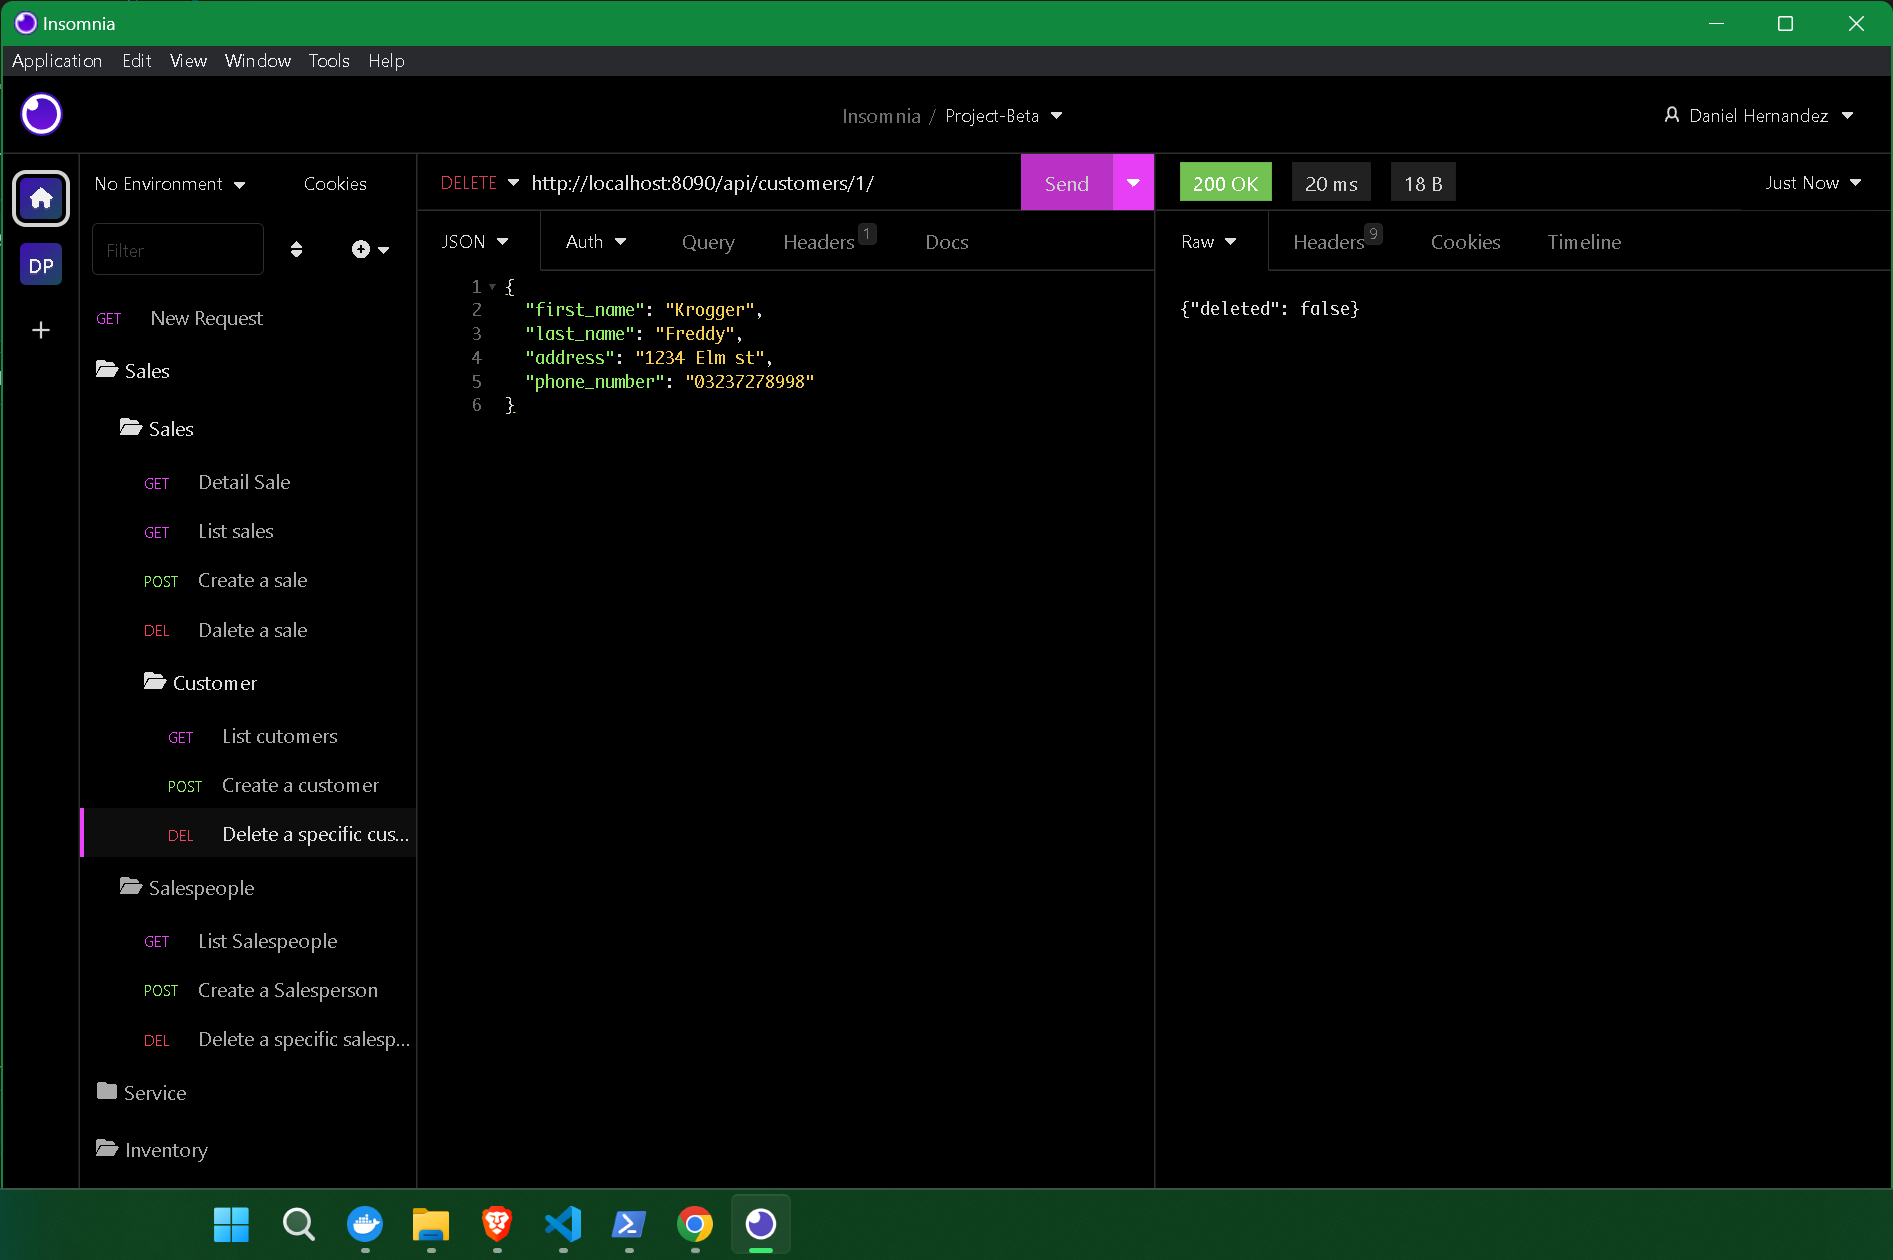 Insomnia
Application Edit View Window Tools Help
Insomnia / Project-Beta
Daniel Hernandez
No Environment Cookies
DELETE http://localhost:8090/api/customers/1/ Send
200 OK 20 ms 18 B Just Now
Filter
JSON Auth Query Headers 1 Docs
Raw Headers 9 Cookies Timeline
DP
GET New Request
Sales
Sales
GET Detail Sale
GET List sales
POST Create a sale
DEL Dalete a sale
Customer
GET List cutomers
POST Create a customer
DEL Delete a specific cus...
Salespeople
GET List Salespeople
POST Create a Salesperson
DEL Delete a specific salesp...
Service
Inventory
1 {
2 "first_name": "Krogger",
3 "last_name": "Freddy",
4 "address": "1234 Elm st",
5 "phone_number": "03237278998"
6 }
{"deleted": false}